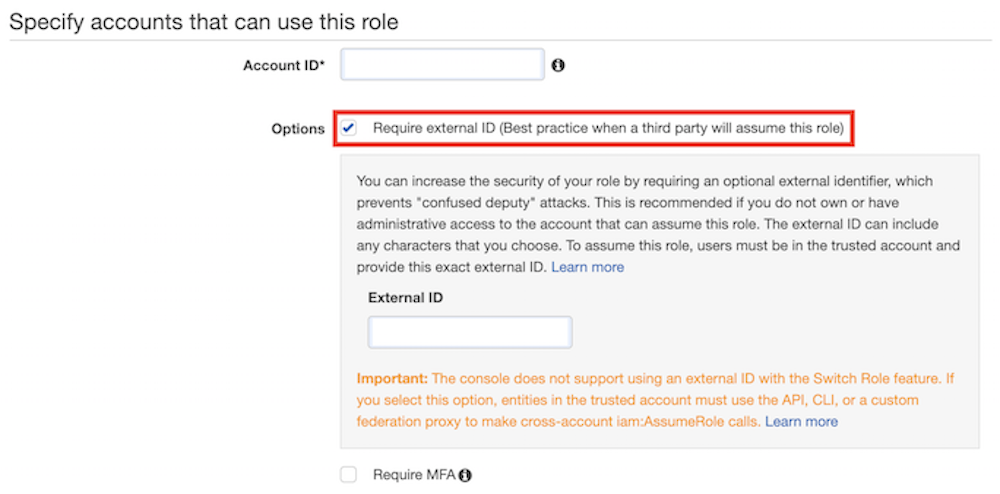 Specify accounts that can use this role
Account ID*
Options
Require external ID (Best practice when a third party will assume this role)
You can increase the security of your role by requiring an optional external identifier, which
prevents "confused deputy" attacks. This is recommended if you do not own or have
administrative access to the account that can assume this role. The external ID can include
any characters that you choose. To assume this role, users must be in the trusted account and
provide this exact external ID. Learn more
External ID
Important: The console does not support using an external ID with the Switch Role feature. If
you select this option, entities in the trusted account must use the API, CLI, or a custom
federation proxy to make cross-account iam:AssumeRole calls. Learn more
Require MFA